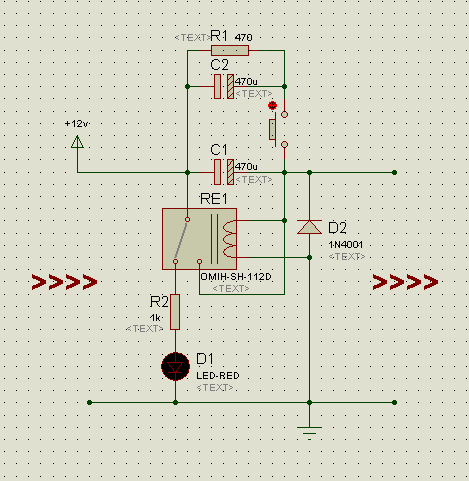 <TEXT> R1 470
C2
470u
<TEXT>
+12v
C1
470u
<TEXT>
RE1
D2
1N4001
<TEXT>
OMIH-SH-112D
<TEXT>
>>>> >>>>
R2
1k
<TEXT>
D1
LED-RED
<TEXT>